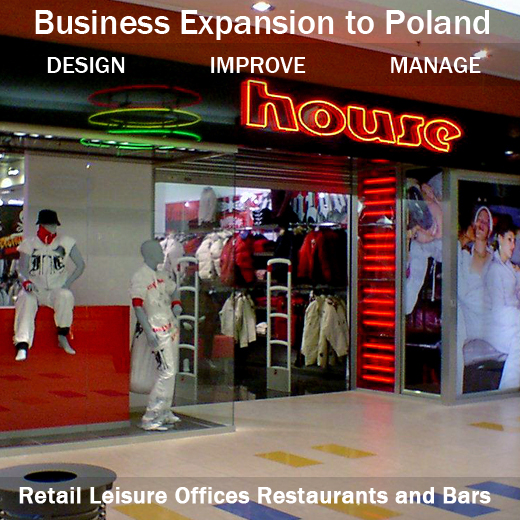 Business Expansion to Poland
DESIGN IMPROVE MANAGE
house
Retail Leisure Offices Restaurants and Bars